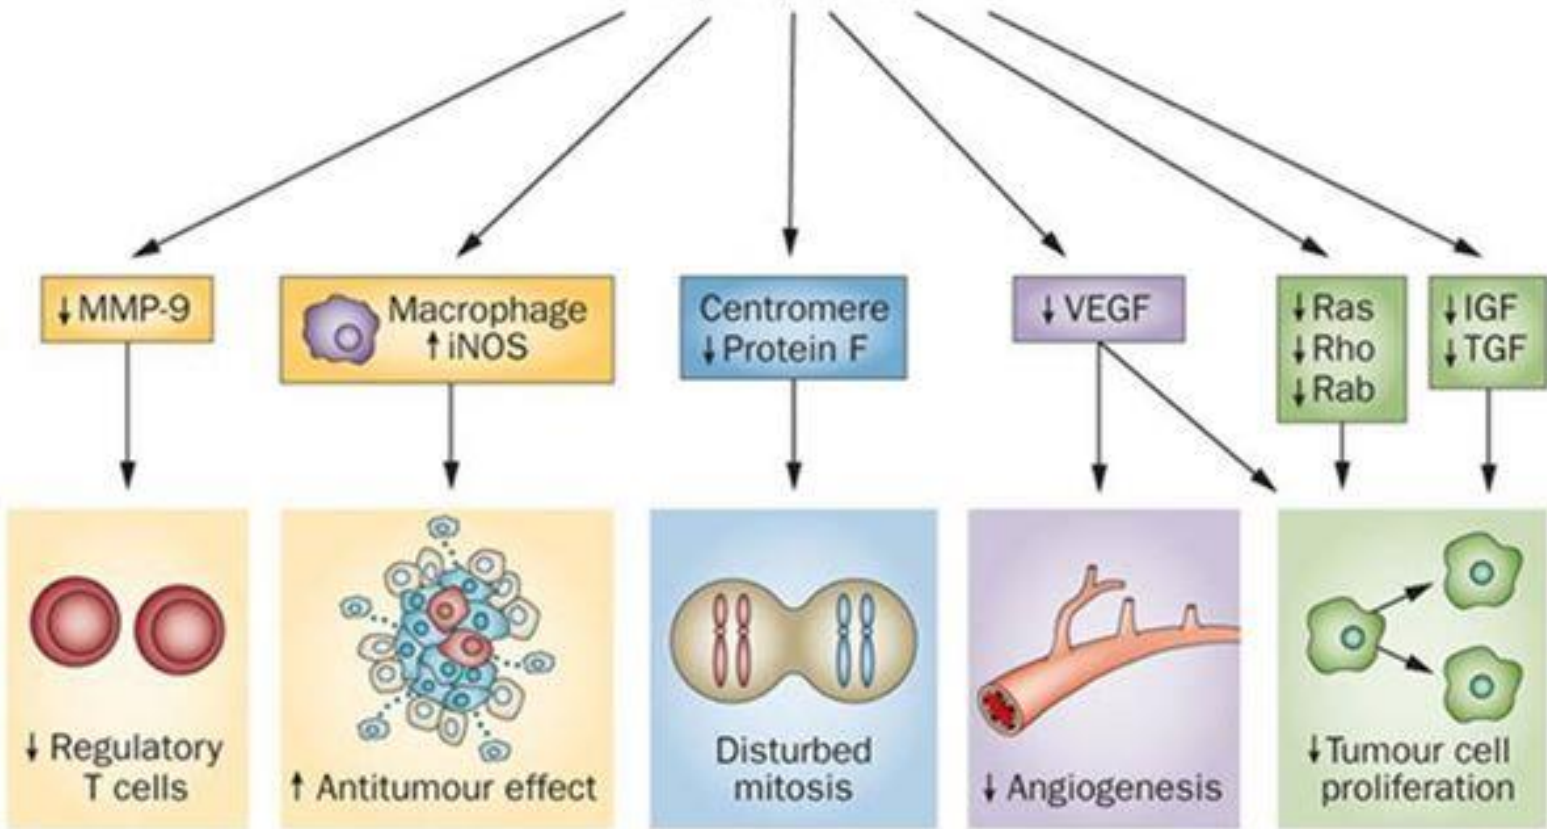 ↓ MMP-9
Macrophage
↑ iNOS
Centromere
↓ Protein F
↓ VEGF
↓ Ras
↓ Rho
↓ Rab
↓ IGF
↓ TGF
↓ Regulatory
T cells
↑ Antitumour effect
Disturbed
mitosis
↓ Angiogenesis
↓ Tumour cell
proliferation